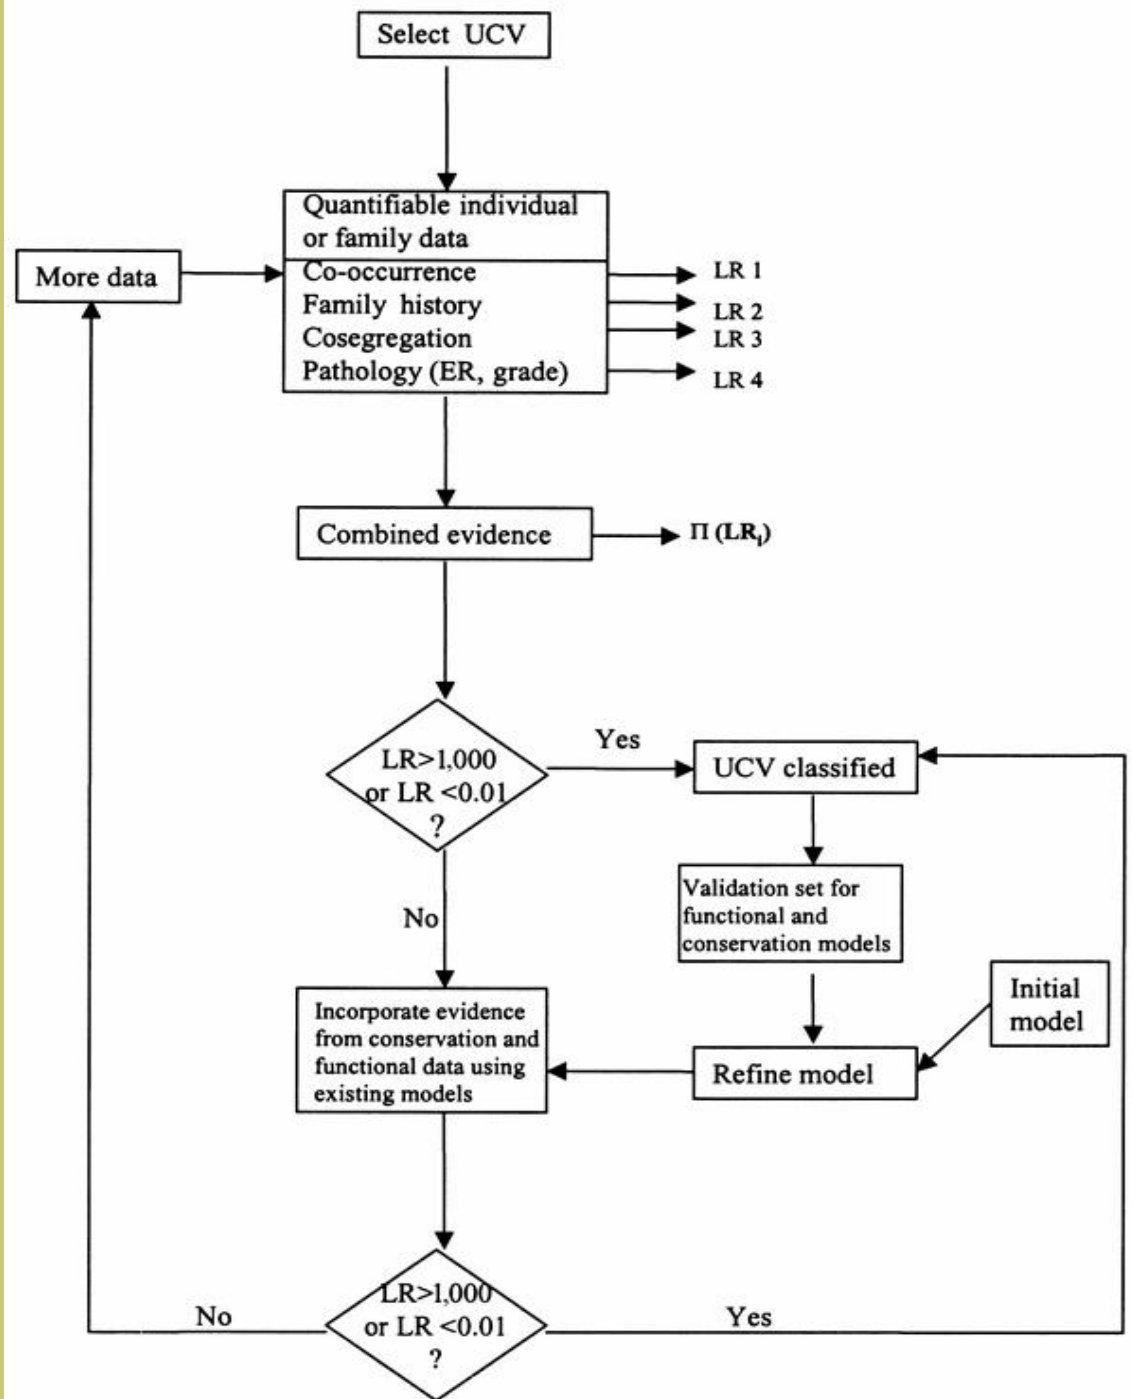 Select UCV
Quantifiable individual
or family data
More data
Co-occurrence
Family history
Cosegregation
Pathology (ER, grade)
LR 1
LR 2
LR 3
LR 4
Combined evidence
Π (LRi)
LR>1,000
or LR <0.01
?
Yes
UCV classified
No
Validation set for
functional and
conservation models
Initial
model
Incorporate evidence
from conservation and
functional data using
existing models
Refine model
LR>1,000
or LR <0.01
?
No
Yes